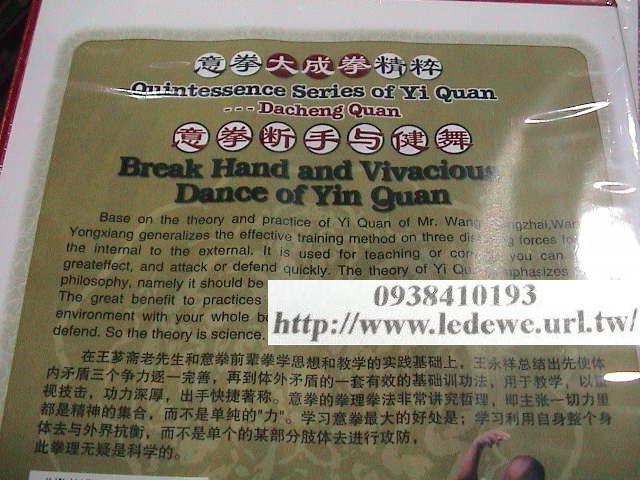 意拳大成拳精粹
Quintessence Series of Yi Quan
---Dacheng Quan
意拳断手与健舞
Break Hand and Vivacious
Dance of Yin Quan
Base on the theory and practice of Yi Quan of Mr. Wang
Yongxiang generalizes the effective training method on three forces
the internal to the external. It is used for teaching or you can
greateffect, and attack or defend quickly. The theory of Yi
philosophy, namely it should be
The great benefit to practices
environment with your whole
defend. So the theory is science.
0938410193
http://www.ledewe.url.tw/
在王芗斋老先生和意拳前辈拳学思想和教学的实践基础上，王永祥总结出先使体
内矛盾三个争力逐一完善，再到体外矛盾的一套有效的基础训功法，用于教学，以
视技击，功力深厚，出手快捷著称。意拳的拳理拳法非常讲究哲理，即主张一切力里
都是精神的集合，而不是单纯的"力"。学习意拳最大的好处是；学习利用自身整个身
体去与外界抗衡，而不是单个的某部分肢体去进行攻防，
此拳理无疑是科学的。